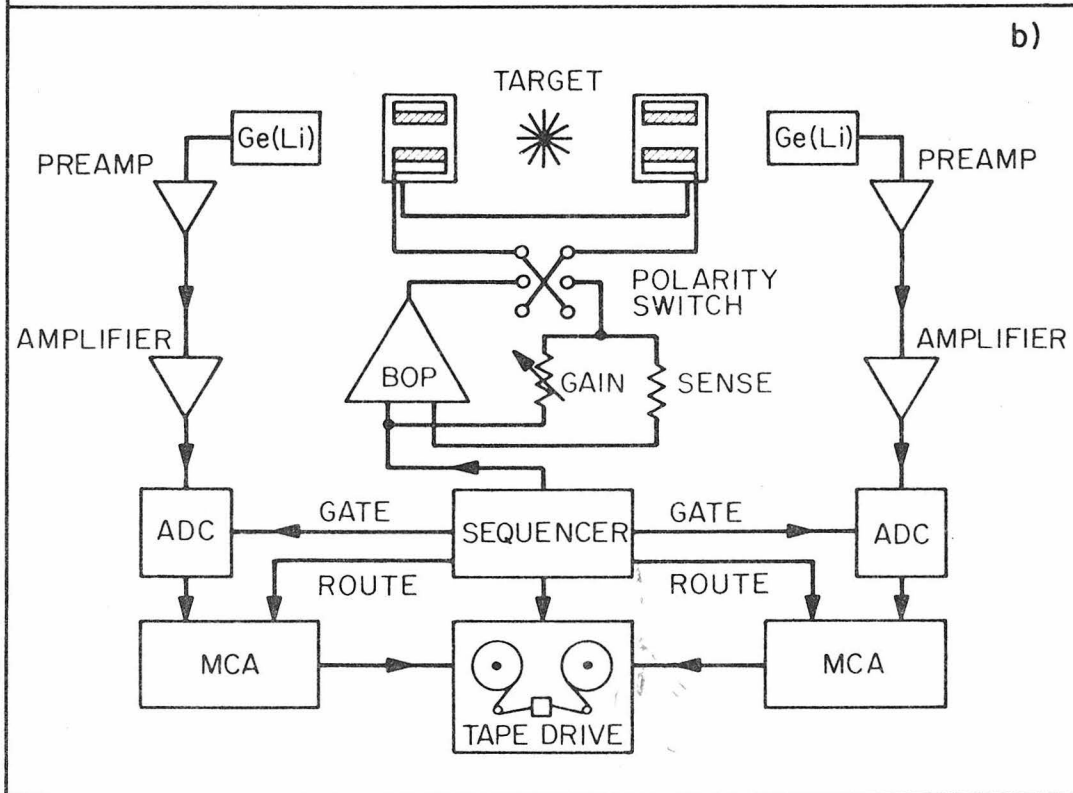 b)
TARGET
Ge(Li)
Ge(Li)
PREAMP
PREAMP
POLARITY
SWITCH
AMPLIFIER
AMPLIFIER
BOP
GAIN
SENSE
ADC
GATE
SEQUENCER
GATE
ADC
ROUTE
ROUTE
MCA
MCA
TAPE DRIVE